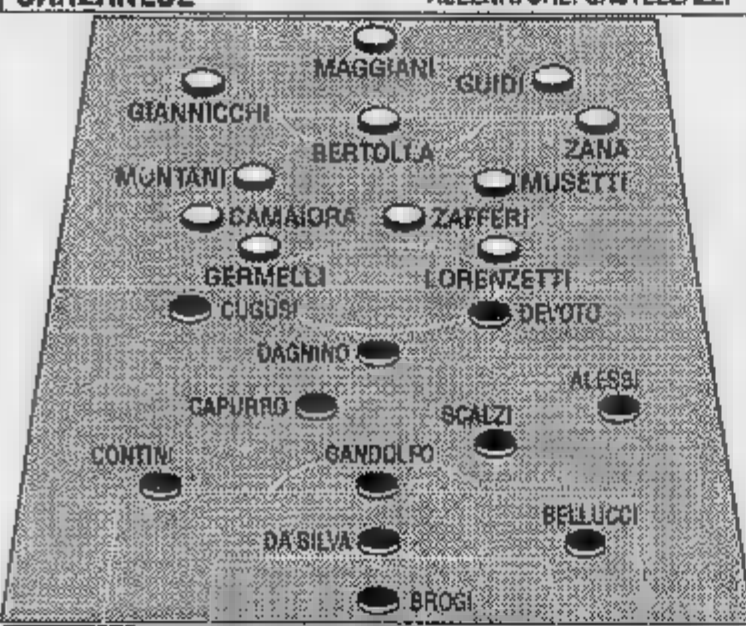 MAGGIANI
GUIDI
GIANNICCHI
BERTOLLA
ZANA
MONTANI
MUSETTI
CAMAIORA
ZAFFERI
GERMELLI
LORENZETTI
CUGUSI
DEVOTO
DAGNINO
ALESSI
CAPURRO
SCALZI
CONTINI
GANDOLFO
BELLUCCI
DA SILVA
BROGI